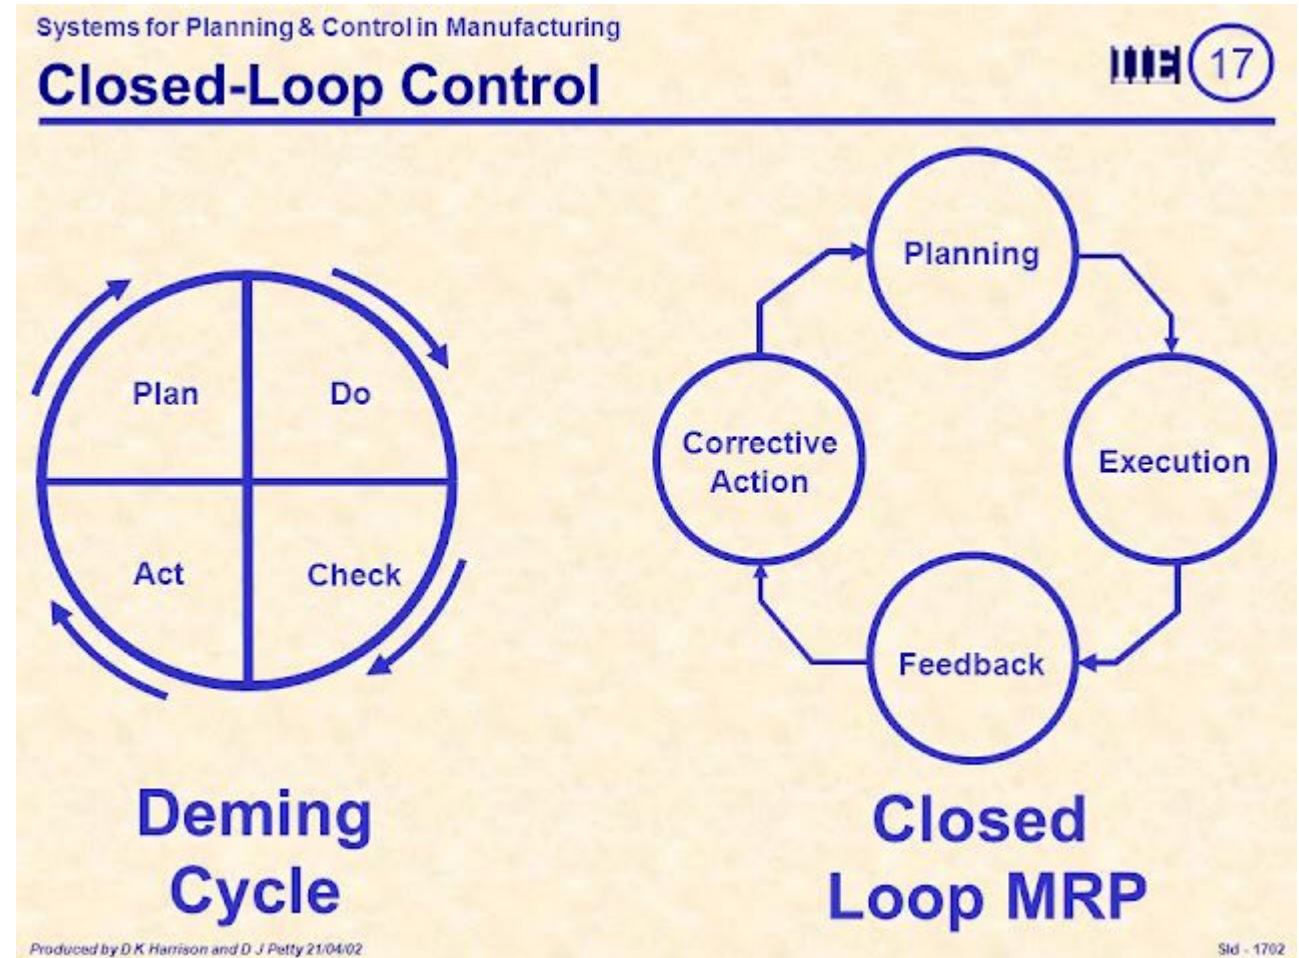 Systems for Planning & Control in Manufacturing
Closed-Loop Control
17
Plan
Do
Act
Check
Planning
Corrective
Action
Execution
Feedback
Deming
Cycle
Closed
Loop MRP
Produced by D K Harrison and D J Petty 21/04/02
Sld - 1702